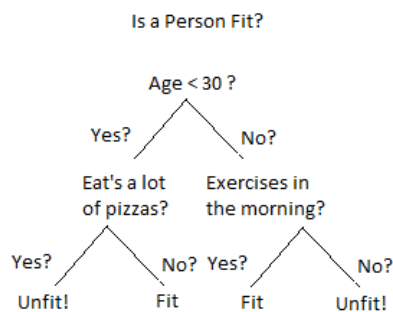 Is a Person Fit?
Age < 30 ?
Yes?
No?
Eat's a lot
of pizzas?
Exercises in
the morning?
Yes?
No?
Yes?
No?
Unfit!
Fit
Fit
Unfit!